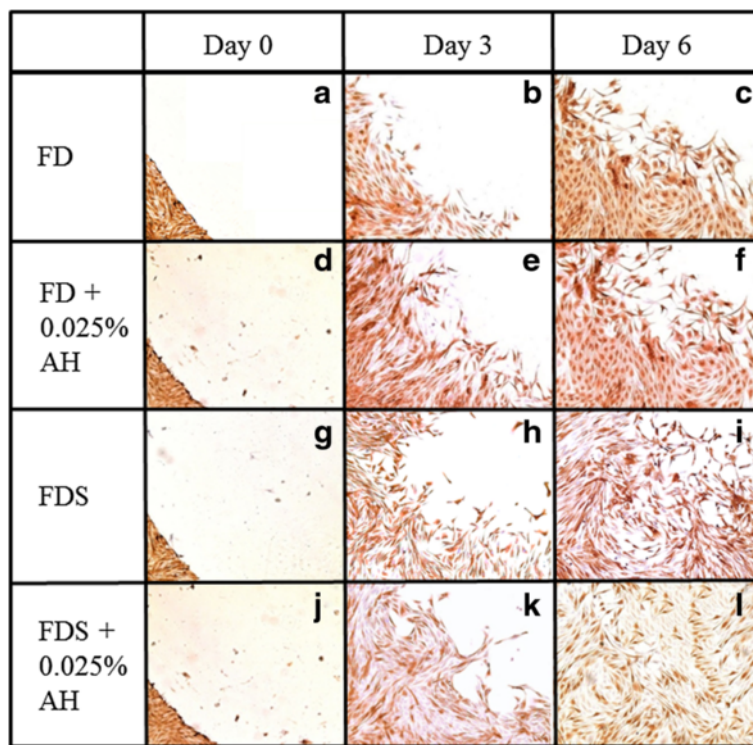 Day 0 Day 3 Day 6
FD a b c
FD +
0.025%
AH
d e f
FDS g h i
FDS +
0.025%
AH
j k l